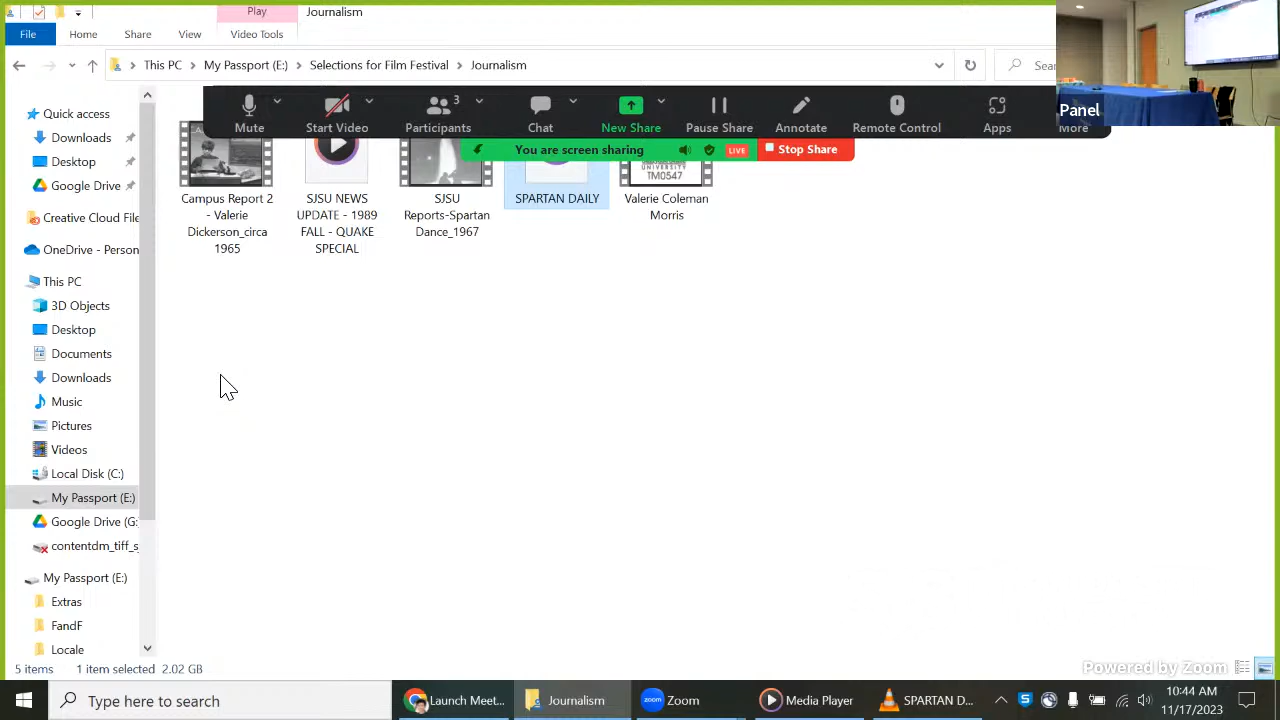 Play
Journalism
File
Home
Share
View
Video Tools
This PC
My Passport (E:)
Selections for Film Festival
Journalism
Sear
Mute
Start Video
Participants
3
Chat
New Share
Pause Share
Annotate
Remote Control
Apps
More
Panel
You are screen sharing
LIVE
Stop Share
Quick access
Downloads
Desktop
Google Drive
Creative Cloud File
OneDrive - Person
This PC
3D Objects
Desktop
Documents
Downloads
Music
Pictures
Videos
Local Disk (C:)
My Passport (E:)
Google Drive (G:
contentdm_tiff_s
My Passport (E:)
Extras
FandF
Locale
Campus Report 2
- Valerie
Dickerson_circa
1965
SJSU NEWS
UPDATE - 1989
FALL - QUAKE
SPECIAL
SJSU
Reports-Spartan
Dance_1967
SPARTAN DAILY
UNIVERSITY
TM0547
Valerie Coleman
Morris
5 items
1 item selected
2.02 GB
Powered by Zoom
Type here to search
Launch Meet...
Journalism
Zoom
Media Player
SPARTAN D...
10:44 AM
11/17/2023